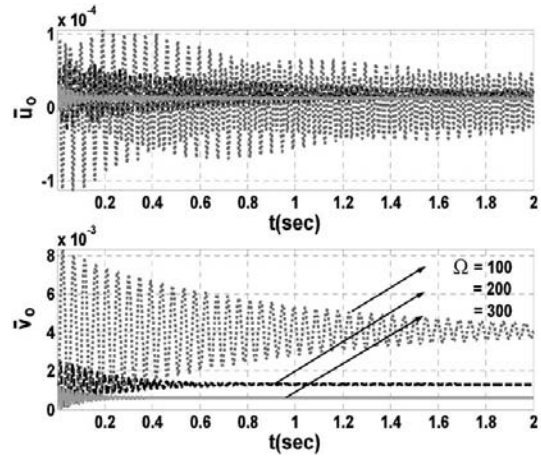 x 10⁻⁴
1
0
-1
ū₀
0.2 0.4 0.6 0.8 1 1.2 1.4 1.6 1.8 2
t(sec)
x 10⁻³
8
6
4
2
0
v̄₀
Ω = 100
= 200
= 300
0 0.2 0.4 0.6 0.8 1 1.2 1.4 1.6 1.8 2
t(sec)